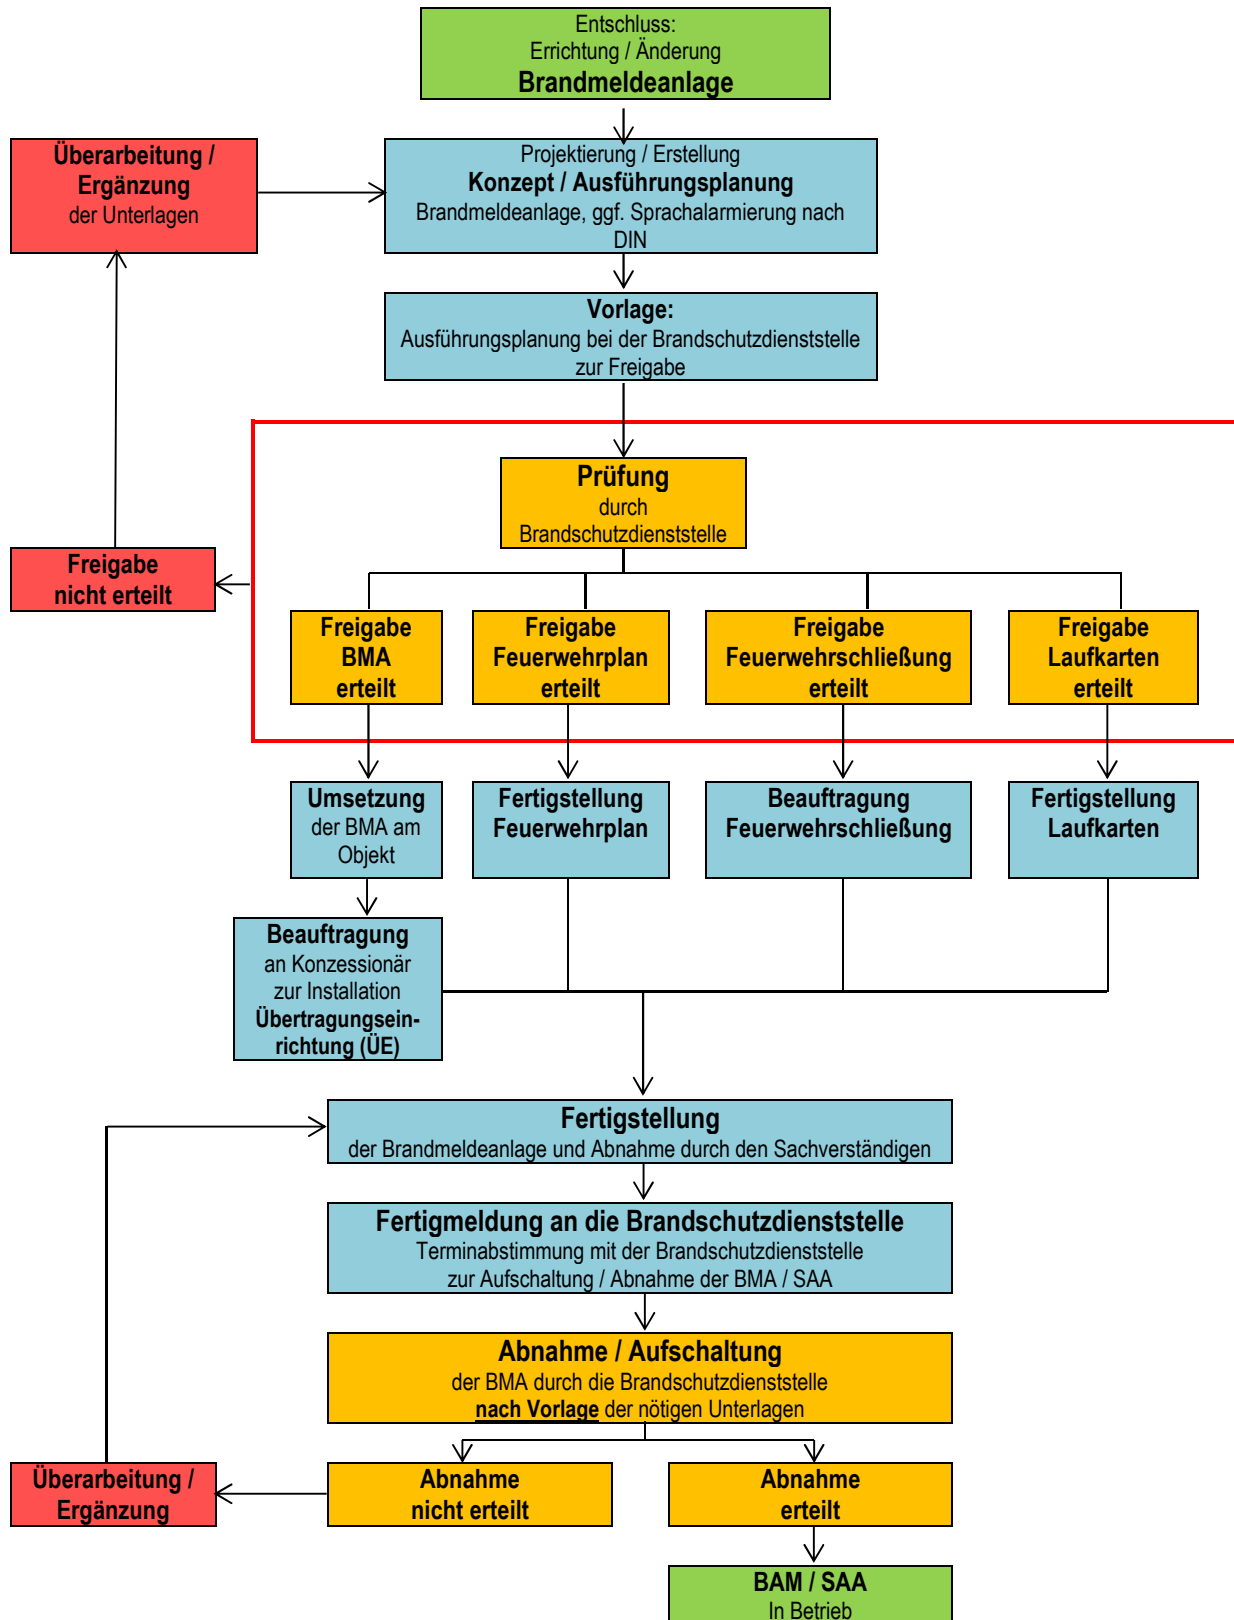 Entschluss:
Errichtung / Änderung
Brandmeldeanlage
Überarbeitung /
Ergänzung
der Unterlagen
Projektierung / Erstellung
Konzept / Ausführungsplanung
Brandmeldeanlage, ggf. Sprachalarmierung nach
DIN
Vorlage:
Ausführungsplanung bei der Brandschutzdienststelle
zur Freigabe
Prüfung
durch
Brandschutzdienststelle
Freigabe
nicht erteilt
Freigabe
BMA
erteilt
Freigabe
Feuerwehrplan
erteilt
Freigabe
Feuerwehrschließung
erteilt
Freigabe
Laufkarten
erteilt
Umsetzung
der BMA am
Objekt
Fertigstellung
Feuerwehrplan
Beauftragung
Feuerwehrschließung
Fertigstellung
Laufkarten
Beauftragung
an Konzessionär
zur Installation
Übertragungsein-
richtung (ÜE)
Fertigstellung
der Brandmeldeanlage und Abnahme durch den Sachverständigen
Fertigmeldung an die Brandschutzdienststelle
Terminabstimmung mit der Brandschutzdienststelle
zur Aufschaltung / Abnahme der BMA / SAA
Abnahme / Aufschaltung
der BMA durch die Brandschutzdienststelle
nach Vorlage der nötigen Unterlagen
Überarbeitung /
Ergänzung
Abnahme
nicht erteilt
Abnahme
erteilt
BAM / SAA
In Betrieb